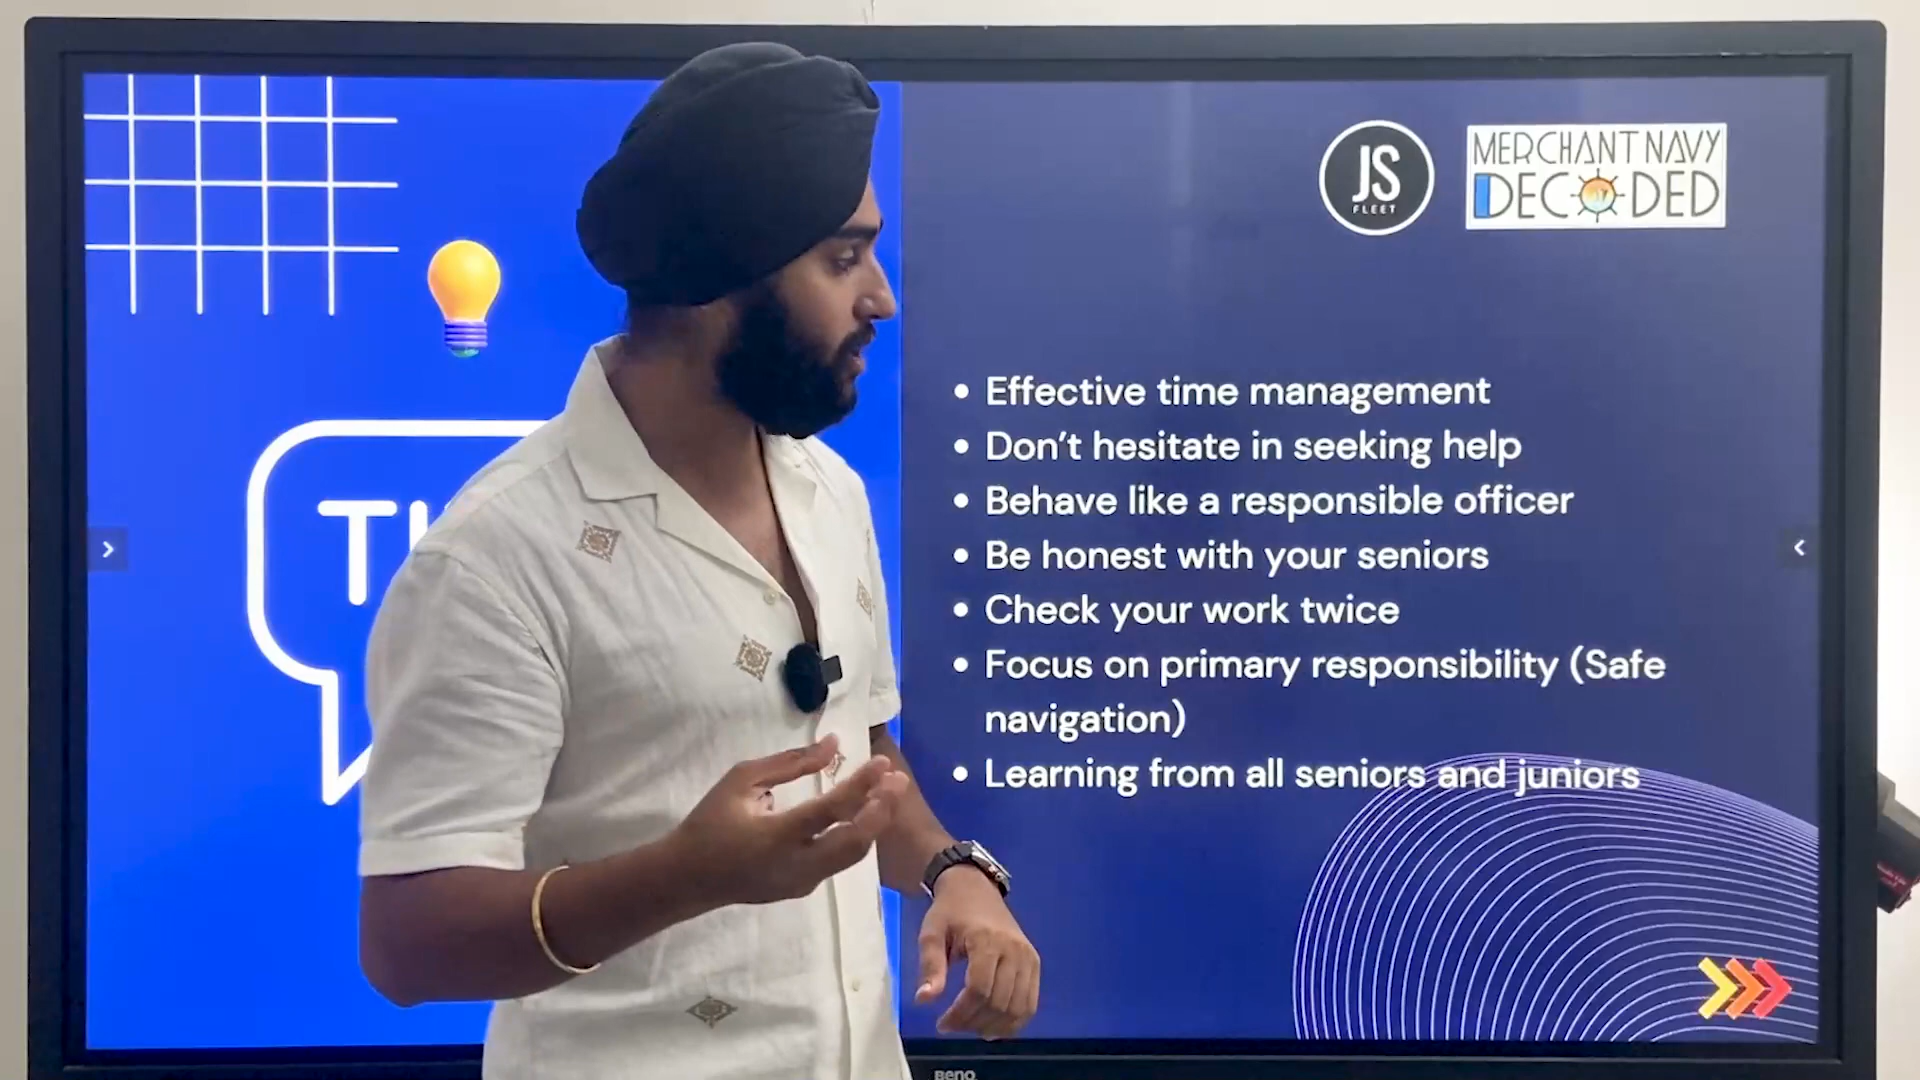 JS
FLEET
MERCHANT NAVY
DECODED
• Effective time management
• Don't hesitate in seeking help
• Behave like a responsible officer
• Be honest with your seniors
• Check your work twice
• Focus on primary responsibility (Safe
navigation)
• Learning from all seniors and juniors
BenQ